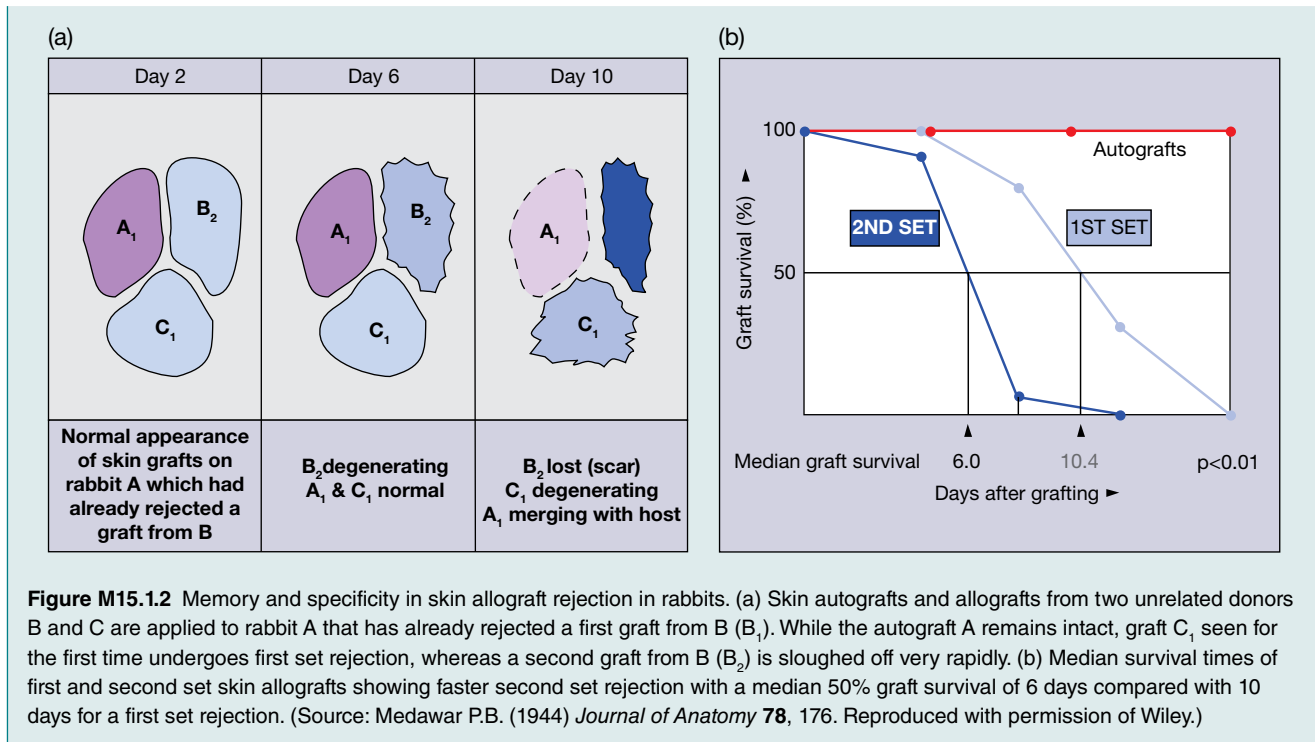 (a)
Day 2
Day 6
Day 10
A₁
B₂
C₁
A₁
B₂
C₁
A₁
C₁
Normal appearance
of skin grafts on
rabbit A which had
already rejected a
graft from B
B₂degenerating
A₁ & C₁ normal
B₂ lost (scar)
C₁ degenerating
A₁ merging with host
(b)
100
50
Graft survival (%) ►
Autografts
2ND SET
1ST SET
Median graft survival
6.0
10.4
p<0.01
Days after grafting ►
Figure M15.1.2 Memory and specificity in skin allograft rejection in rabbits. (a) Skin autografts and allografts from two unrelated donors
B and C are applied to rabbit A that has already rejected a first graft from B (B₁). While the autograft A remains intact, graft C₁ seen for
the first time undergoes first set rejection, whereas a second graft from B (B₂) is sloughed off very rapidly. (b) Median survival times of
first and second set skin allografts showing faster second set rejection with a median 50% graft survival of 6 days compared with 10
days for a first set rejection. (Source: Medawar P.B. (1944) Journal of Anatomy 78, 176. Reproduced with permission of Wiley.)